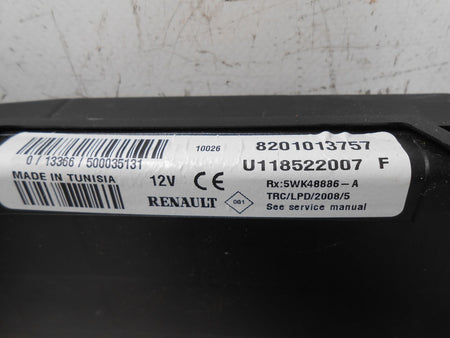 10026
8201013757
0 / 13366 / 500035131
U118522007 F
MADE IN TUNISIA
12V CE
Rx:5WK48886-A
RENAULT
DB1
TRC/LPD/2008/5
See service manual